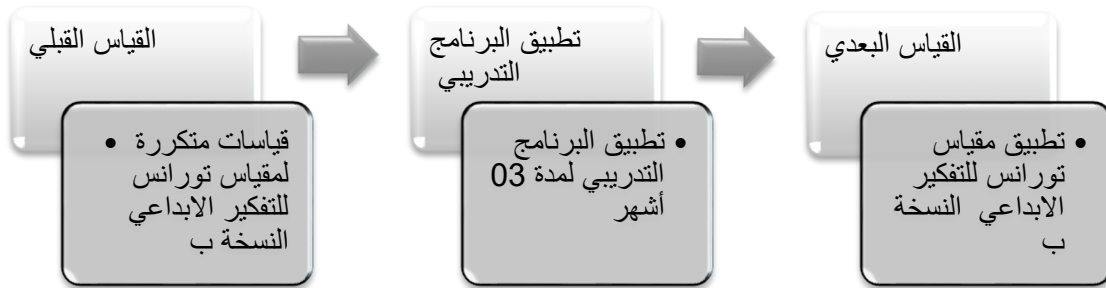 القياس القبلي
• قياسات متكررة
لمقياس تورانس
للتفكير الابداعي
النسخة ب
تطبيق البرنامج
التدريبي
• تطبيق البرنامج
التدريبي لمدة 03
أشهر
القياس البعدي
• تطبيق مقياس
تورانس للتفكير
الابداعي النسخة
ب